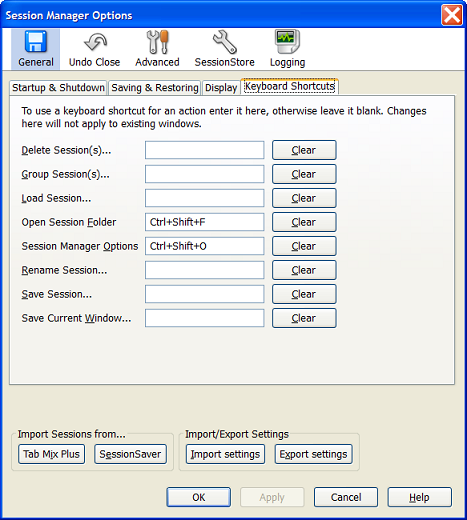 Session Manager Options
General Undo Close Advanced SessionStore Logging
Startup & Shutdown Saving & Restoring Display Keyboard Shortcuts
To use a keyboard shortcut for an action enter it here, otherwise leave it blank. Changes
here will not apply to existing windows.
Delete Session(s)... Clear
Group Session(s)... Clear
Load Session... Clear
Open Session Folder Ctrl+Shift+F Clear
Session Manager Options Ctrl+Shift+O Clear
Rename Session... Clear
Save Session... Clear
Save Current Window... Clear
Import Sessions from... Import/Export Settings
Tab Mix Plus SessionSaver Import settings Export settings
OK Apply Cancel Help